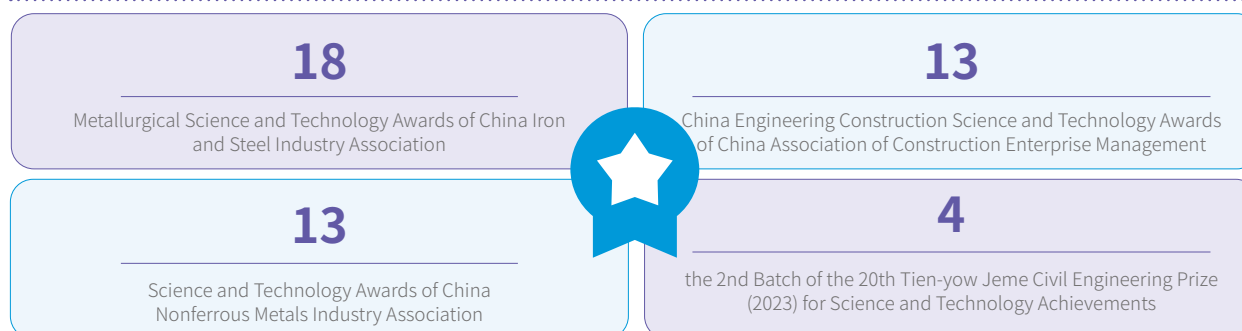 18
Metallurgical Science and Technology Awards of China Iron
and Steel Industry Association
13
China Engineering Construction Science and Technology Awards
of China Association of Construction Enterprise Management
13
Science and Technology Awards of China
Nonferrous Metals Industry Association
4
the 2nd Batch of the 20th Tien-yow Jeme Civil Engineering Prize
(2023) for Science and Technology Achievements